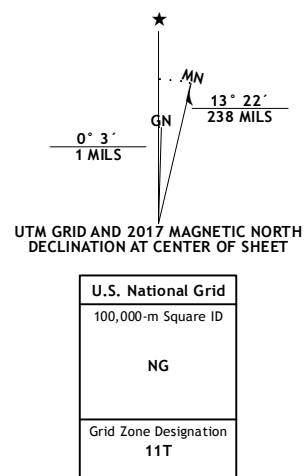 MN
GN
13° 22´
238 MILS
0° 3´
1 MILS
UTM GRID AND 2017 MAGNETIC NORTH
DECLINATION AT CENTER OF SHEET
U.S. National Grid
100,000-m Square ID
NG
Grid Zone Designation
11T